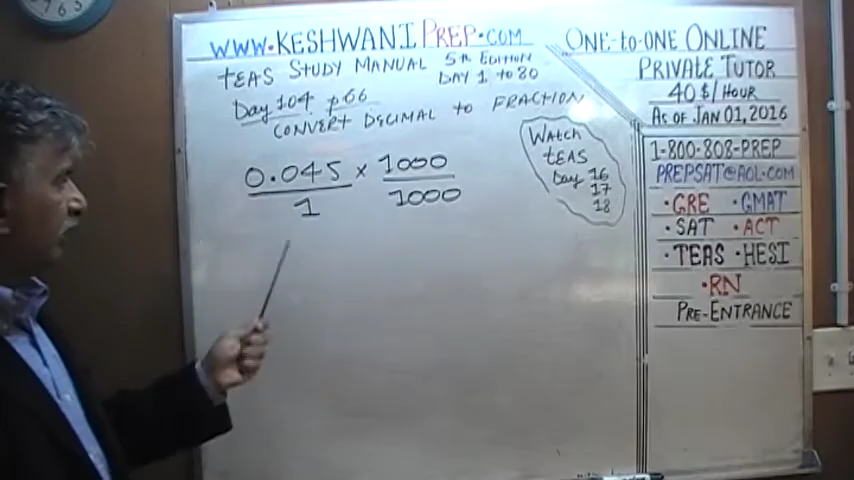 www.KESHWANIPREP.COM
TEAS STUDY MANUAL 5TH EDITION
DAY 1 TO 80
Day 104 p66
CONVERT DECIMAL TO FRACTION
0.045 × 1000
1 1000
WATCH
TEAS
Day 16
17
18
ONE-to-ONE ONLINE
PRIVATE TUTOR
40 $/HOUR
AS OF JAN 01, 2016
1-800-808-PREP
PREPSAT@AOL.COM
•GRE •GMAT
•SAT •ACT
•TEAS •HESI
•RN
PRE-ENTRANCE